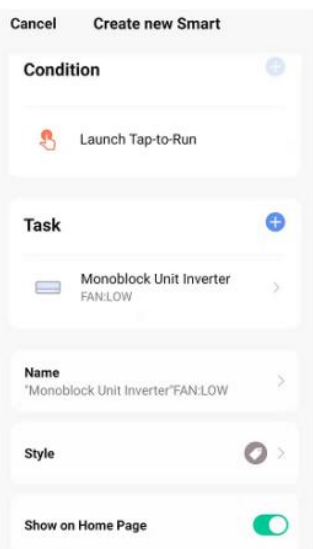 Cancel Create new Smart
Condition
Launch Tap-to-Run
Task
Monoblock Unit Inverter
FAN:LOW
Name
"Monoblock Unit Inverter"FAN:LOW
Style
Show on Home Page